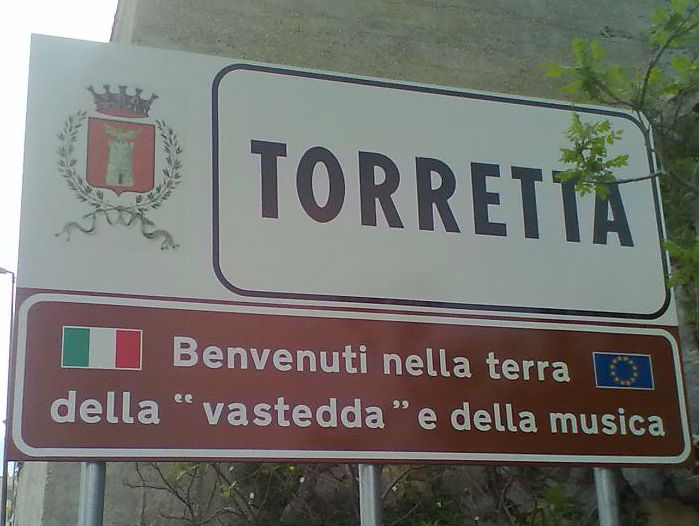 TORRETTA
Benvenuti nella terra
della “vastedda” e della musica